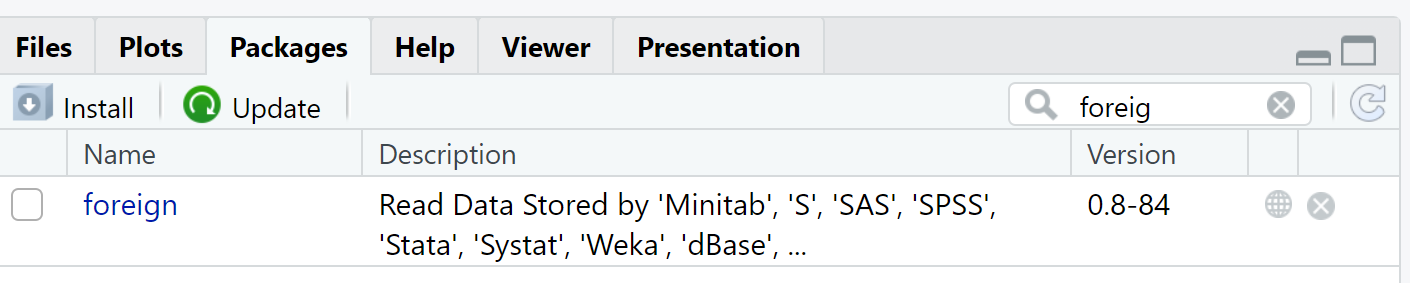 Files Plots Packages Help Viewer Presentation
Install Update foreig
Name Description Version
foreign Read Data Stored by 'Minitab', 'S', 'SAS', 'SPSS', 0.8-84
'Stata', 'Systat', 'Weka', 'dBase', ...